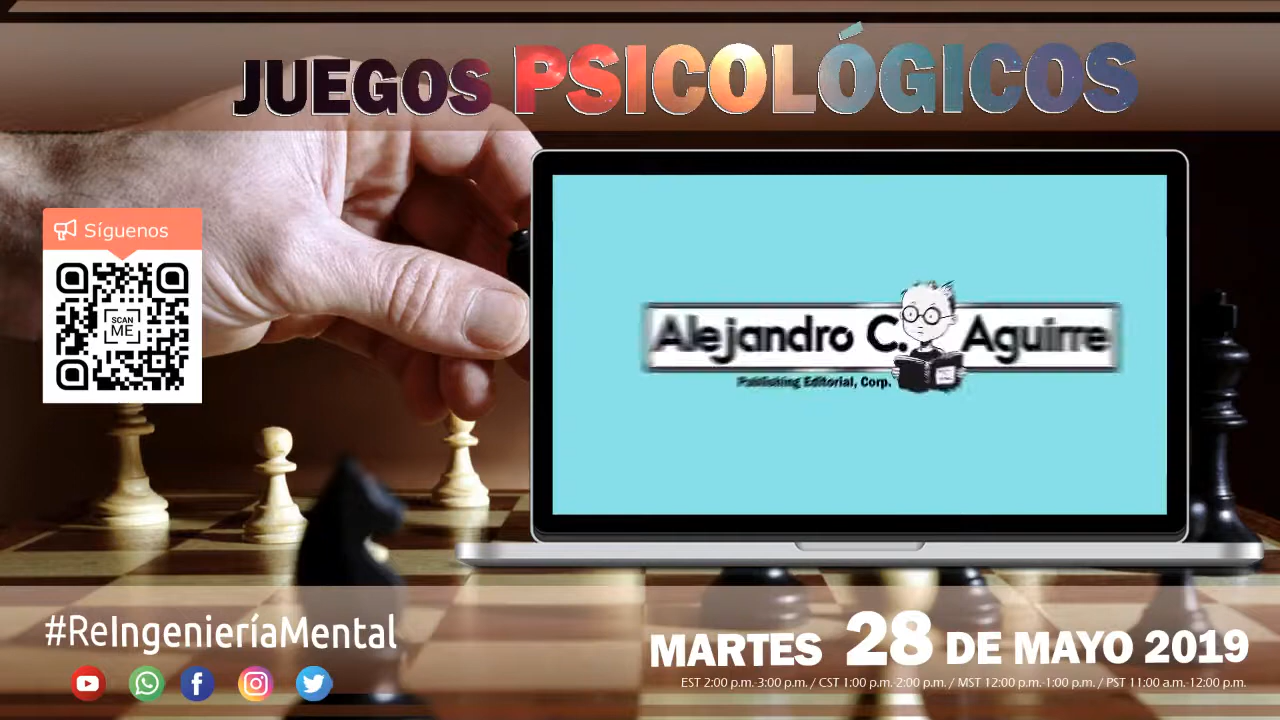 JUEGOS PSICOLÓGICOS
Síguenos
SCAN
ME
Alejandro C. Aguirre
Publishing Editorial, Corp.
#ReIngenieríaMental
MARTES 28 DE MAYO 2019
EST 2:00 p.m.-3:00 p.m. / CST 1:00 p.m.-2:00 p.m. / MST 12:00 p.m.-1:00 p.m. / PST 11:00 a.m.-12:00 p.m.